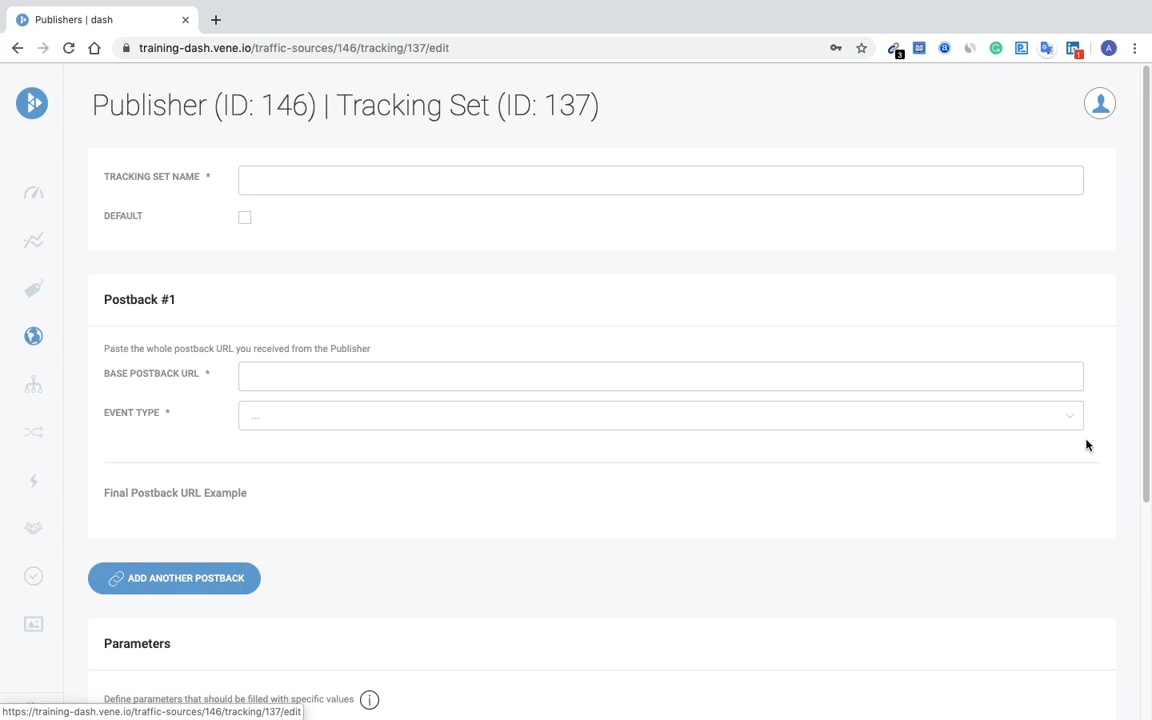 Publishers | dash
training-dash.vene.io/traffic-sources/146/tracking/137/edit
3
1
A
Publisher (ID: 146) | Tracking Set (ID: 137)
TRACKING SET NAME *
DEFAULT
Postback #1
Paste the whole postback URL you received from the Publisher
BASE POSTBACK URL *
EVENT TYPE *
...
Final Postback URL Example
ADD ANOTHER POSTBACK
Parameters
Define parameters that should be filled with specific values
https://training-dash.vene.io/traffic-sources/146/tracking/137/edit